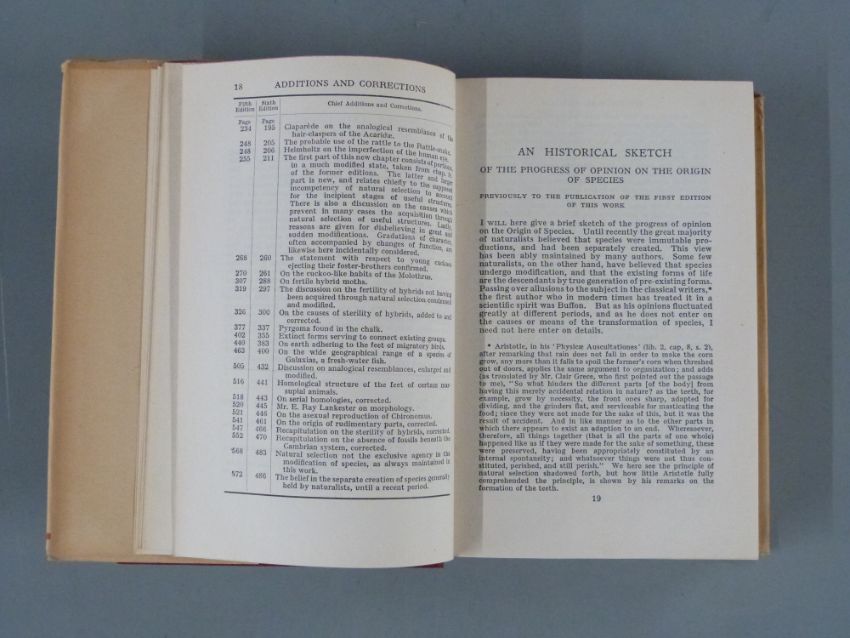 18 ADDITIONS AND CORRECTIONS
Fifth Sixth Chief Additions and Corrections.
Edition Edition
Page Page
234 195 Claparède on the analogical resemblance of the
hair-claspers of the Acaridæ.
248 205 The probable use of the rattle to the Rattle-snake.
248 206 Helmholtz on the imperfection of the human eye.
255 211 The first part of this new chapter consists of portions,
in a much modified state, taken from chap. iv.
of the former editions. The latter and larger
part is new, and relates chiefly to the supposed
incompetency of natural selection to account
for the incipient stages of useful structures.
There is also a discussion on the causes which
prevent in many cases the acquisition through
natural selection of useful structures. Lastly,
reasons are given for disbelieving in great and
sudden modifications. Gradations of character,
often accompanied by changes of function, are
likewise here incidentally considered.
268 260 The statement with respect to young cuckoos
ejecting their foster-brothers confirmed.
270 261 On the cuckoo-like habits of the Molothrus.
307 288 On fertile hybrid moths.
319 297 The discussion on the fertility of hybrids not having
been acquired through natural selection condensed
and modified.
326 300 On the causes of sterility of hybrids, added to and
corrected.
377 337 Pyrgoma found in the chalk.
402 355 Extinct forms serving to connect existing groups.
440 383 On earth adhering to the feet of migratory birds.
463 400 On the wide geographical range of a species of
Galaxias, a fresh-water fish.
505 432 Discussion on analogical resemblances, enlarged and
modified.
516 441 Homological structure of the feet of certain mar-
supial animals.
518 443 On serial homologies, corrected.
520 445 Mr. E. Ray Lankester on morphology.
521 446 On the asexual reproduction of Chironomus.
541 461 On the origin of rudimentary parts, corrected.
547 466 Recapitulation on the sterility of hybrids, corrected.
552 470 Recapitulation on the absence of fossils beneath the
Cambrian system, corrected.
568 483 Natural selection not the exclusive agency in the
modification of species, as always maintained in
this work.
572 486 The belief in the separate creation of species generally
held by naturalists, until a recent period.
AN HISTORICAL SKETCH
OF THE PROGRESS OF OPINION ON THE ORIGIN
OF SPECIES
PREVIOUSLY TO THE PUBLICATION OF THE FIRST EDITION
OF THIS WORK
I WILL here give a brief sketch of the progress of opinion
on the Origin of Species. Until recently the great majority
of naturalists believed that species were immutable pro-
ductions, and had been separately created. This view
has been ably maintained by many authors. Some few
naturalists, on the other hand, have believed that species
undergo modification, and that the existing forms of life
are the descendants by true generation of pre-existing forms.
Passing over allusions to the subject in the classical writers,*
the first author who in modern times has treated it in a
scientific spirit was Buffon. But as his opinions fluctuated
greatly at different periods, and as he does not enter on
the causes or means of the transformation of species, I
need not here enter on details.
* Aristotle, in his 'Physicæ Auscultationes' (lib. 2, cap, 8, s. 2),
after remarking that rain does not fall in order to make the corn
grow, any more than it falls to spoil the farmer's corn when threshed
out of doors, applies the same argument to organization; and adds
(as translated by Mr. Clair Grece, who first pointed out the passage
to me), "So what hinders the different parts [of the body] from
having this merely accidental relation in nature? as the teeth, for
example, grow by necessity, the front ones sharp, adapted for
dividing, and the grinders flat, and serviceable for masticating the
food; since they were not made for the sake of this, but it was the
result of accident. And in like manner as to the other parts in
which there appears to exist an adaption to an end. Wheresoever,
therefore, all things together (that is all the parts of one whole)
happened like as if they were made for the sake of something, these
were preserved, having been appropriately constituted by an
internal spontaneity; and whatsoever things were not thus con-
stituted, perished, and still perish." We here see the principle of
natural selection shadowed forth, but how little Aristotle fully
comprehended the principle, is shown by his remarks on the
formation of the teeth.
19